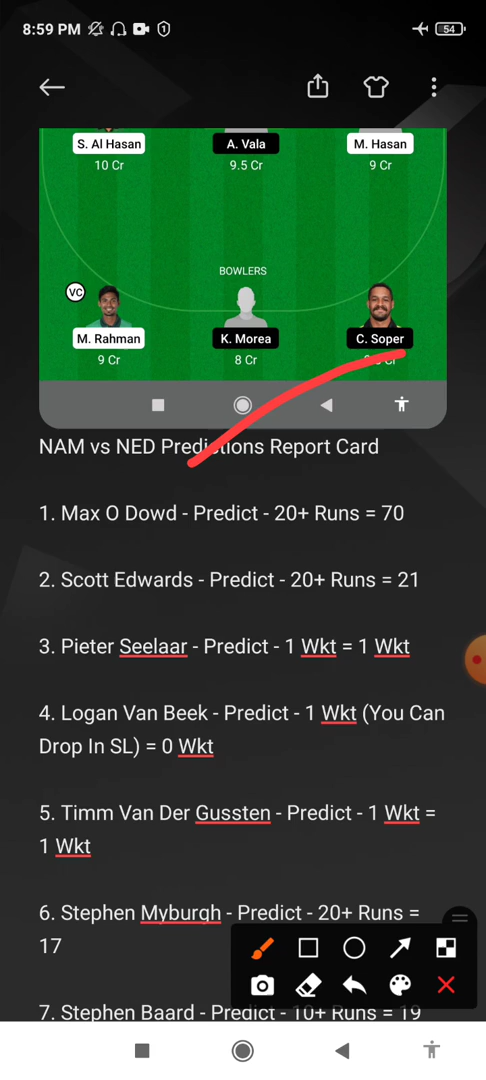 8:59 PM
54
S. Al Hasan
A. Vala
M. Hasan
10 Cr
9.5 Cr
9 Cr
BOWLERS
VC
M. Rahman
K. Morea
C. Soper
9 Cr
8 Cr
Cr
NAM vs NED Predictions Report Card
1. Max O Dowd - Predict - 20+ Runs = 70
2. Scott Edwards - Predict - 20+ Runs = 21
3. Pieter Seelaar - Predict - 1 Wkt = 1 Wkt
4. Logan Van Beek - Predict - 1 Wkt (You Can
Drop In SL) = 0 Wkt
5. Timm Van Der Gussten - Predict - 1 Wkt =
1 Wkt
6. Stephen Myburgh - Predict - 20+ Runs =
17
7. Stephen Baard - Predict - 10+ Runs = 19